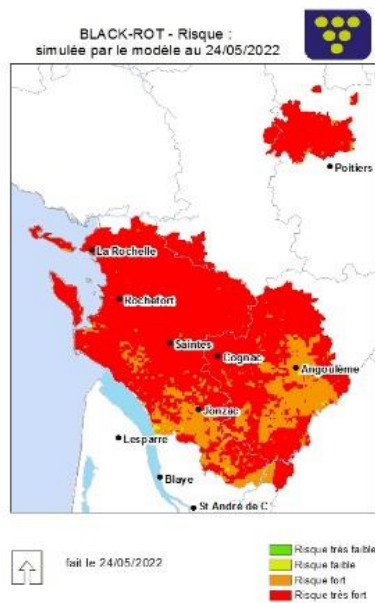 BLACK-ROT - Risque :
simulée par le modèle au 24/05/2022
Poitiers
La Rochelle
Rochefort
Saintes
Cognac
Angoulême
Jonzac
Lesparre
Blaye
St André de C
fait le 24/05/2022
Risque très faible
Risque faible
Risque fort
Risque très fort